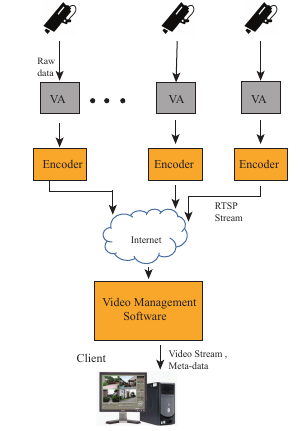 Raw
data
VA
VA
VA
Encoder
Encoder
Encoder
RTSP
Stream
Internet
Video Management
Software
Client
Video Stream ,
Meta-data